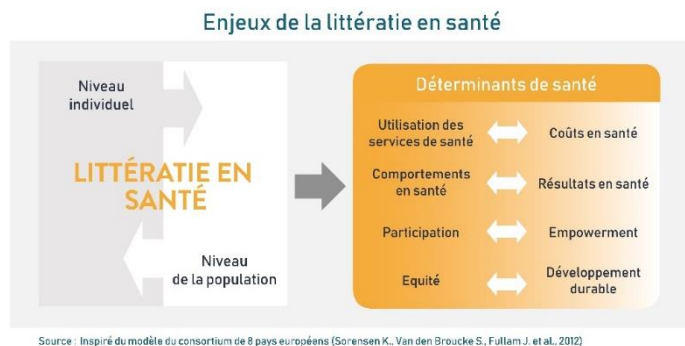 Enjeux de la littératie en santé
Niveau
individuel
LITTÉRATIE EN
SANTÉ
Niveau
de la population
Déterminants de santé
Utilisation des
services de santé
Coûts en santé
Comportements
en santé
Résultats en santé
Participation
Empowerment
Equité
Développement
durable
Source : Inspiré du modèle du consortium de 8 pays européens (Sorensen K., Van den Broucke S., Fullam J. et al., 2012)